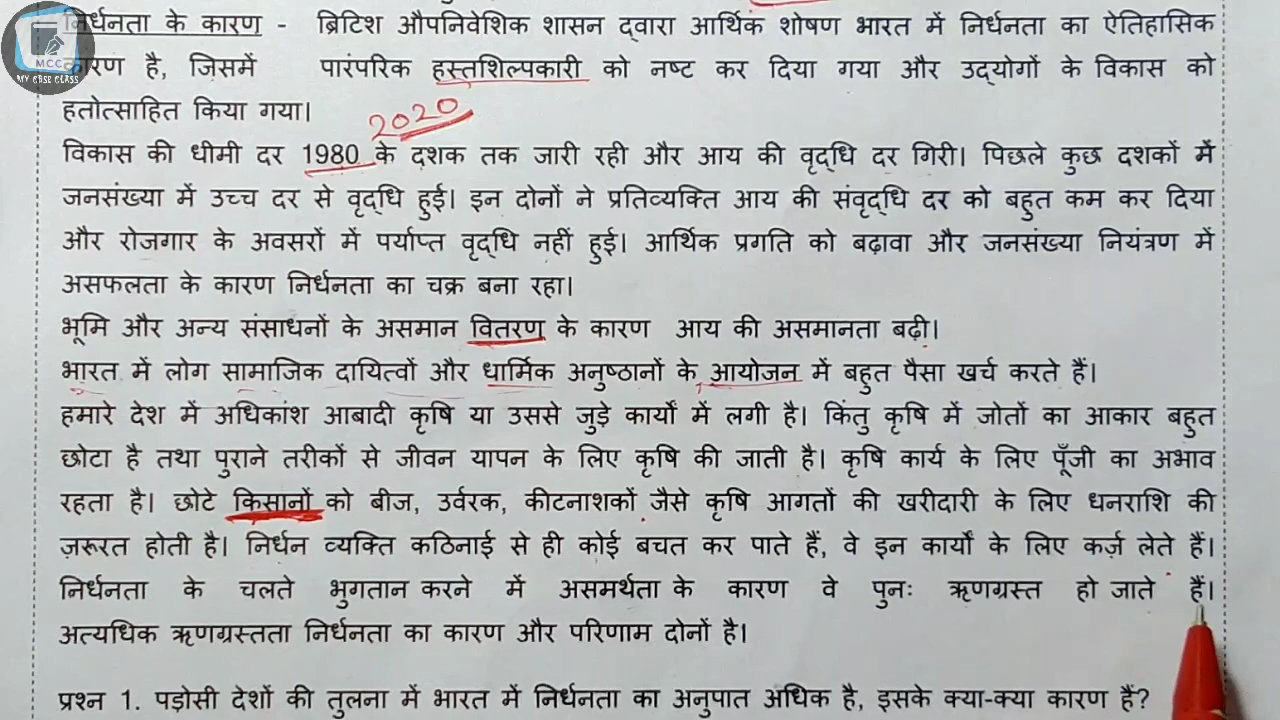 निर्धनता के कारण - ब्रिटिश औपनिवेशिक शासन द्वारा आर्थिक शोषण भारत में निर्धनता का ऐतिहासिक
कारण है, जिसमें पारंपरिक हस्तशिल्पकारी को नष्ट कर दिया गया और उद्योगों के विकास को
हतोत्साहित किया गया।
2020
विकास की धीमी दर 1980 के दशक तक जारी रही और आय की वृद्धि दर गिरी। पिछले कुछ दशकों में
जनसंख्या में उच्च दर से वृद्धि हुई। इन दोनों ने प्रतिव्यक्ति आय की संवृद्धि दर को बहुत कम कर दिया
और रोजगार के अवसरों में पर्याप्त वृद्धि नहीं हुई। आर्थिक प्रगति को बढ़ावा और जनसंख्या नियंत्रण में
असफलता के कारण निर्धनता का चक्र बना रहा।
भूमि और अन्य संसाधनों के असमान वितरण के कारण आय की असमानता बढ़ी।
भारत में लोग सामाजिक दायित्वों और धार्मिक अनुष्ठानों के आयोजन में बहुत पैसा खर्च करते हैं।
हमारे देश में अधिकांश आबादी कृषि या उससे जुड़े कार्यों में लगी है। किंतु कृषि में जोतों का आकार बहुत
छोटा है तथा पुराने तरीकों से जीवन यापन के लिए कृषि की जाती है। कृषि कार्य के लिए पूँजी का अभाव
रहता है। छोटे किसानों को बीज, उर्वरक, कीटनाशकों जैसे कृषि आगतों की खरीदारी के लिए धनराशि की
ज़रूरत होती है। निर्धन व्यक्ति कठिनाई से ही कोई बचत कर पाते हैं, वे इन कार्यों के लिए कर्ज़ लेते हैं।
निर्धनता के चलते भुगतान करने में असमर्थता के कारण वे पुनः ऋणग्रस्त हो जाते हैं।
अत्यधिक ऋणग्रस्तता निर्धनता का कारण और परिणाम दोनों है।
प्रश्न 1. पड़ोसी देशों की तुलना में भारत में निर्धनता का अनुपात अधिक है, इसके क्या-क्या कारण हैं?
MCC
MY CBSE CLASS